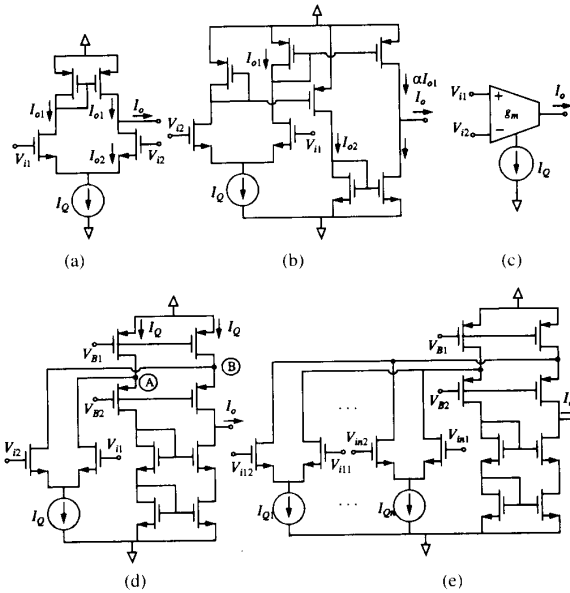 I_o1 I_o1 I_o
V_i1 I_o2 V_i2
I_Q
(a)
I_o1 αI_o1
I_o
V_i2 V_i1 I_o2
I_Q
(b)
V_i1 + g_m I_o
V_i2 −
I_Q
(c)
I_Q I_Q
V_B1
A B
V_B2
I_o
V_i2 V_i1
I_Q
(d)
V_B1
V_B2
... I_o
V_i12 V_i11 V_in2 V_in1
I_Q1 ... I_Qn
(e)